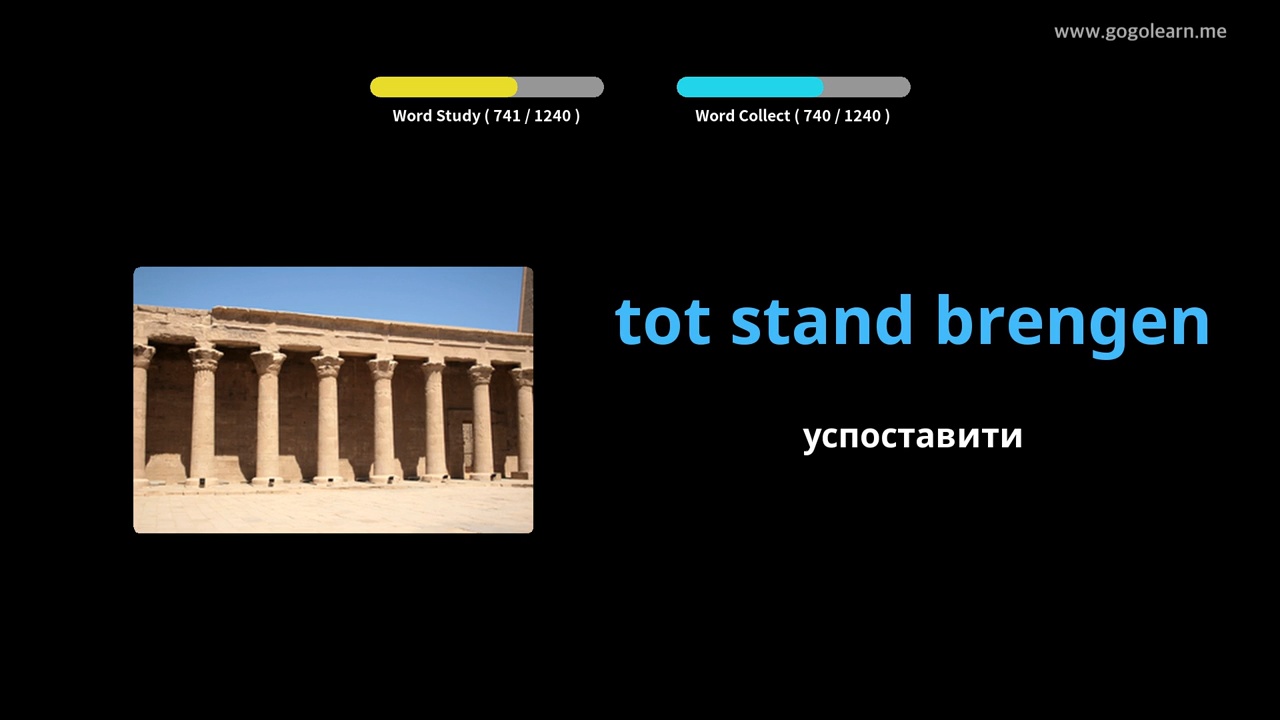 www.gogolearn.me
Word Study ( 741 / 1240 )
Word Collect ( 740 / 1240 )
tot stand brengen
успоставити